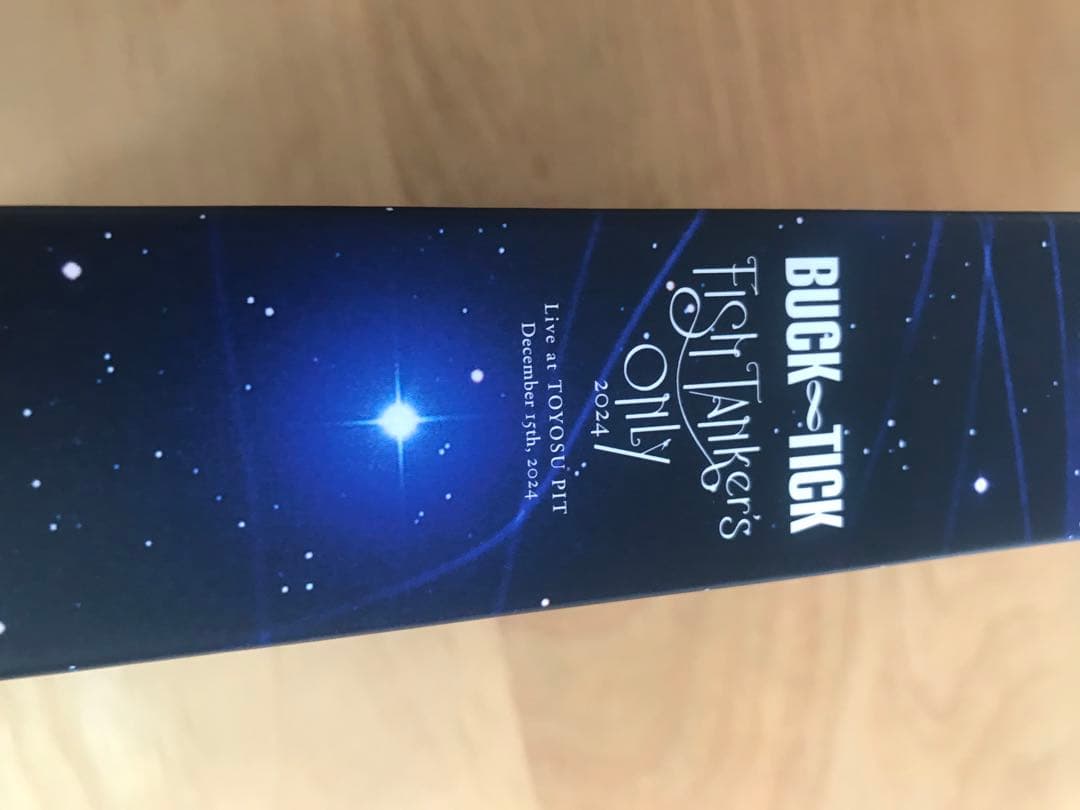 BUCK∞TICK
FISH TANKer's
ONLY
2024
Live at TOYOSU PIT
December 15th, 2024